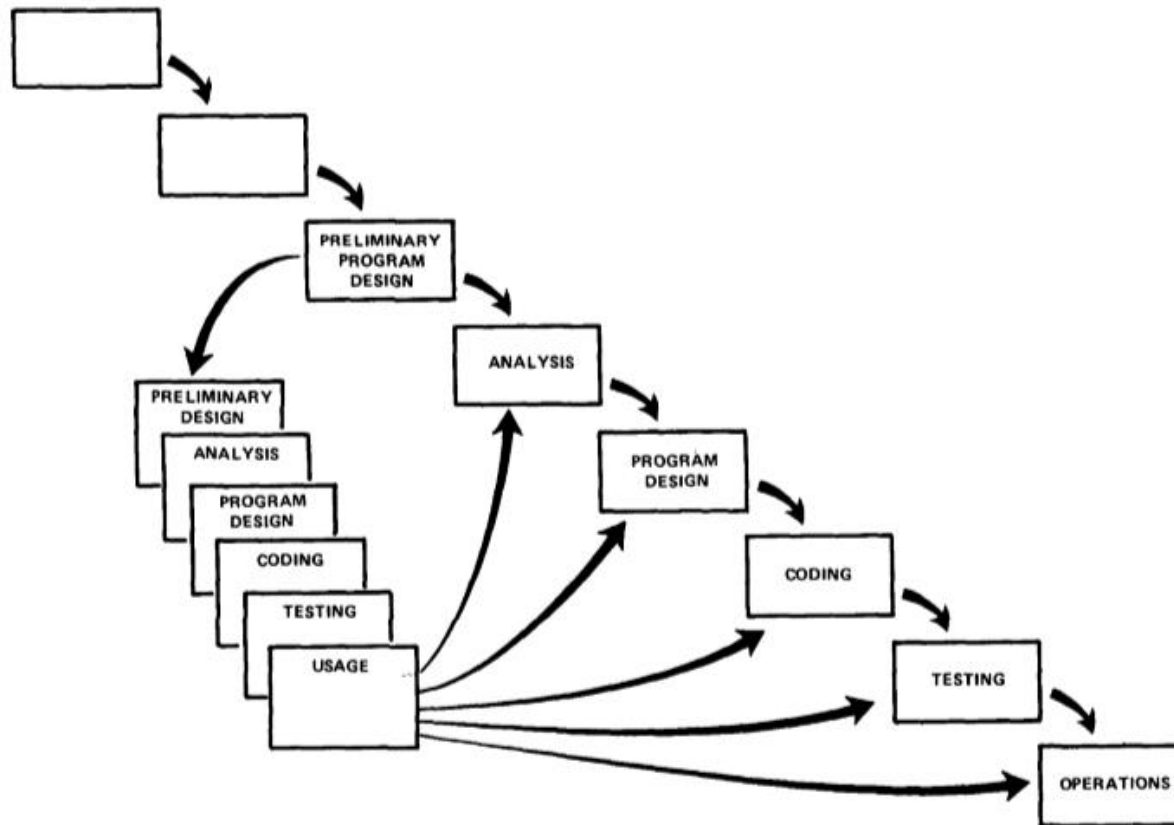 PRELIMINARY
PROGRAM
DESIGN
ANALYSIS
PROGRAM
DESIGN
CODING
TESTING
OPERATIONS
PRELIMINARY
DESIGN
ANALYSIS
PROGRAM
DESIGN
CODING
TESTING
USAGE